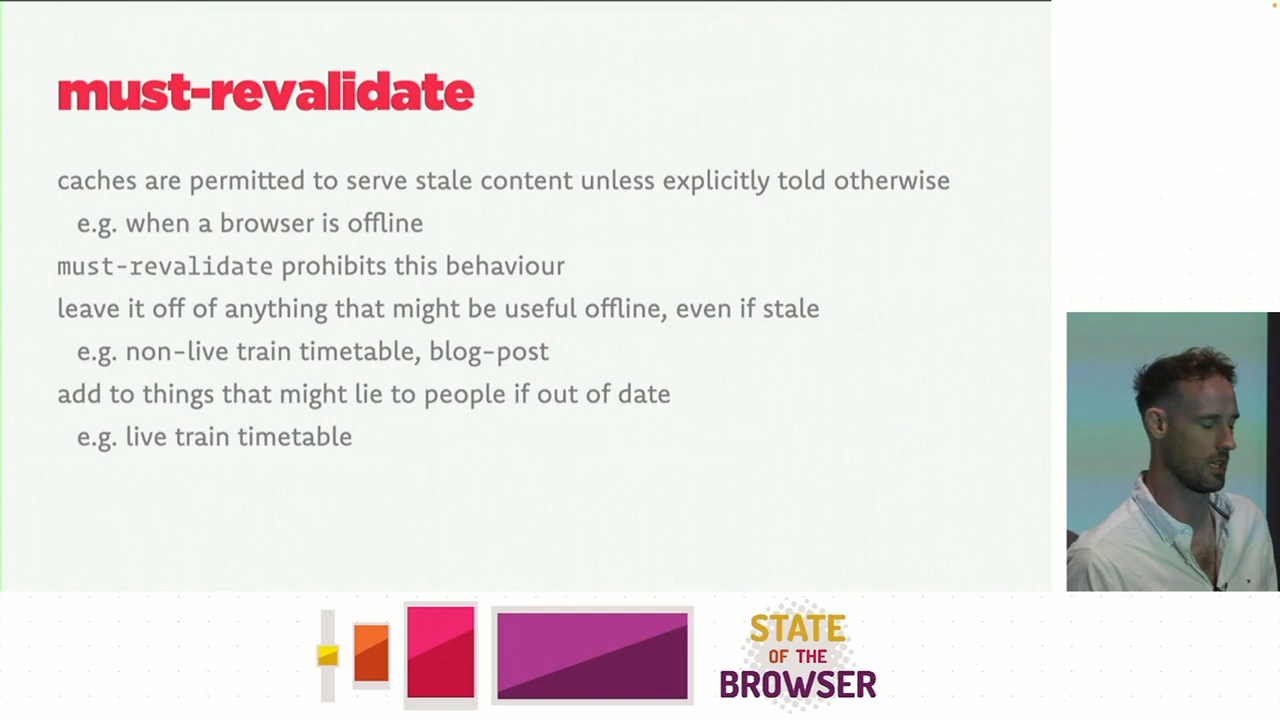 must-revalidate
caches are permitted to serve stale content unless explicitly told otherwise
e.g. when a browser is offline
must-revalidate prohibits this behaviour
leave it off of anything that might be useful offline, even if stale
e.g. non-live train timetable, blog-post
add to things that might lie to people if out of date
e.g. live train timetable
STATE
OF THE
BROWSER